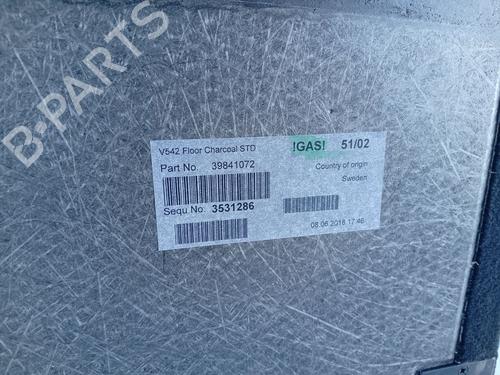 B-PARTS
V542 Floor Charcoal STD
!GAS! 51/02
Part No. 39841072
Country of origin
Sweden
Sequ No. 3531286
08.06.2018 17:46